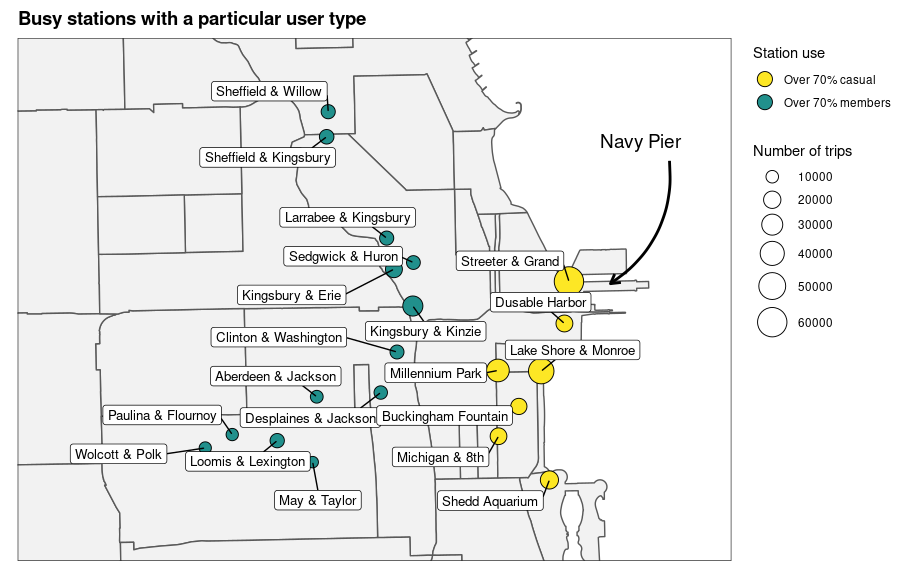 Busy stations with a particular user type
Sheffield & Willow
Sheffield & Kingsbury
Navy Pier
Larrabee & Kingsbury
Sedgwick & Huron
Streeter & Grand
Kingsbury & Erie
Dusable Harbor
Kingsbury & Kinzie
Clinton & Washington
Lake Shore & Monroe
Millennium Park
Aberdeen & Jackson
Paulina & Flournoy
Desplaines & Jackson
Buckingham Fountain
Wolcott & Polk
Loomis & Lexington
Michigan & 8th
May & Taylor
Shedd Aquarium
Station use
Over 70% casual
Over 70% members
Number of trips
10000
20000
30000
40000
50000
60000